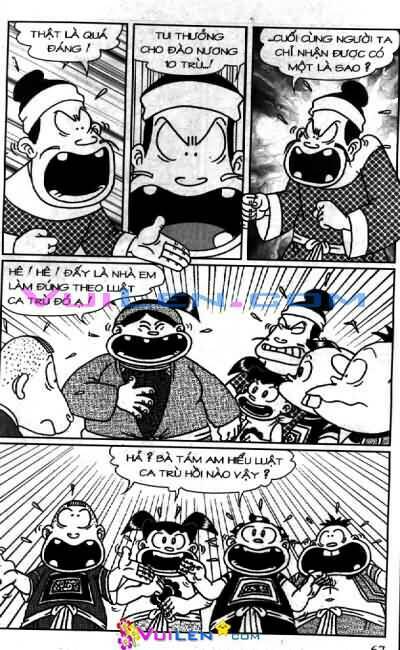 THẬT LÀ QUÁ
ĐÁNG !
TUI THƯỞNG
CHO ĐÀO NƯƠNG
10 TRÙ...!
...CUỐI CÙNG NGƯỜI TA
CHỈ NHẬN ĐƯỢC CÓ
MỘT LÀ SAO ?
HÊ ! HÊ ! ĐẤY LÀ NHÀ EM
LÀM ĐÚNG THEO LUẬT
CA TRÙ ĐÓ Ạ !
VUILEN.COM
HẢ ? BÀ TÁM AM HIỂU LUẬT
CA TRÙ HỒI NÀO VẬY ?
VUILEN.COM
67